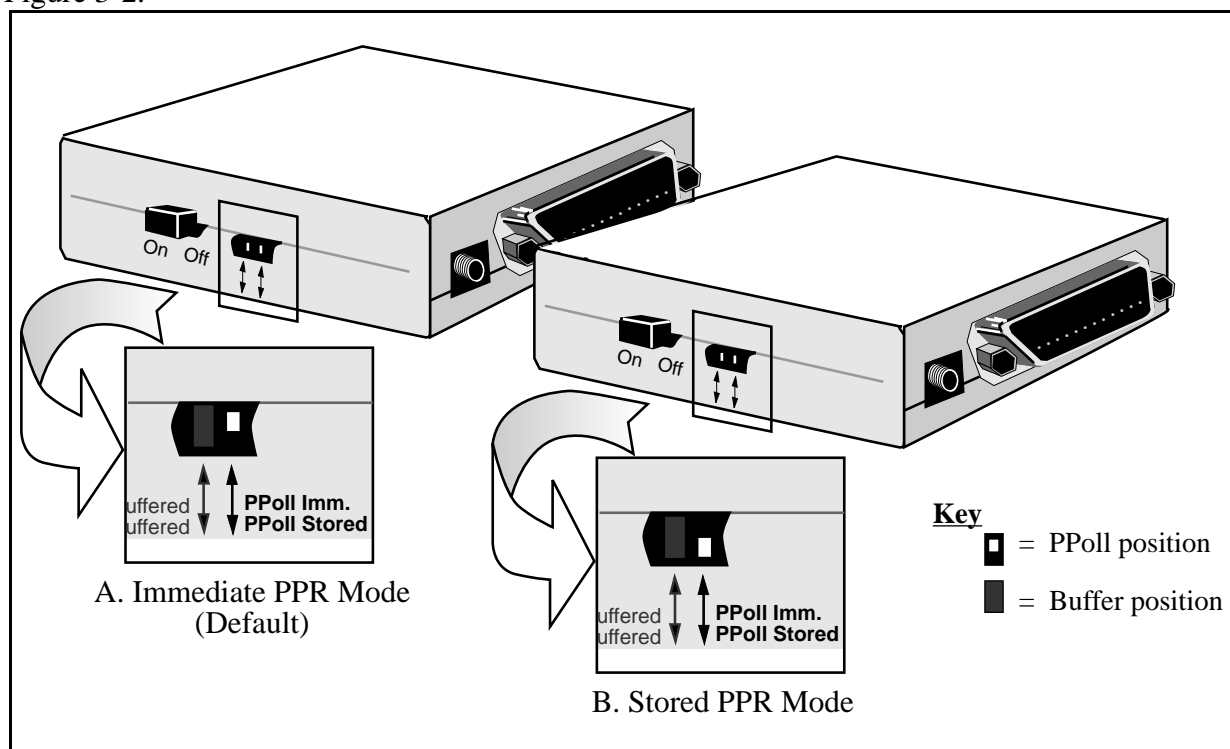 Figure 3-2.
On Off
On Off
uffered PPoll Imm.
uffered PPoll Stored
A. Immediate PPR Mode
(Default)
uffered PPoll Imm.
uffered PPoll Stored
B. Stored PPR Mode
Key
= PPoll position
= Buffer position